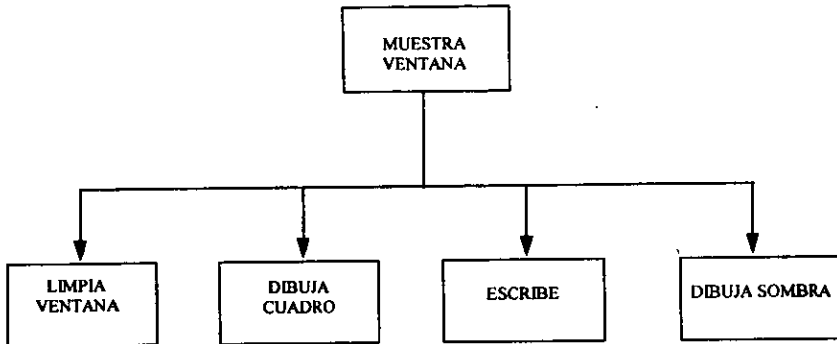 MUESTRA
VENTANA
LIMPIA
VENTANA
DIBUJA
CUADRO
ESCRIBE
DIBUJA SOMBRA